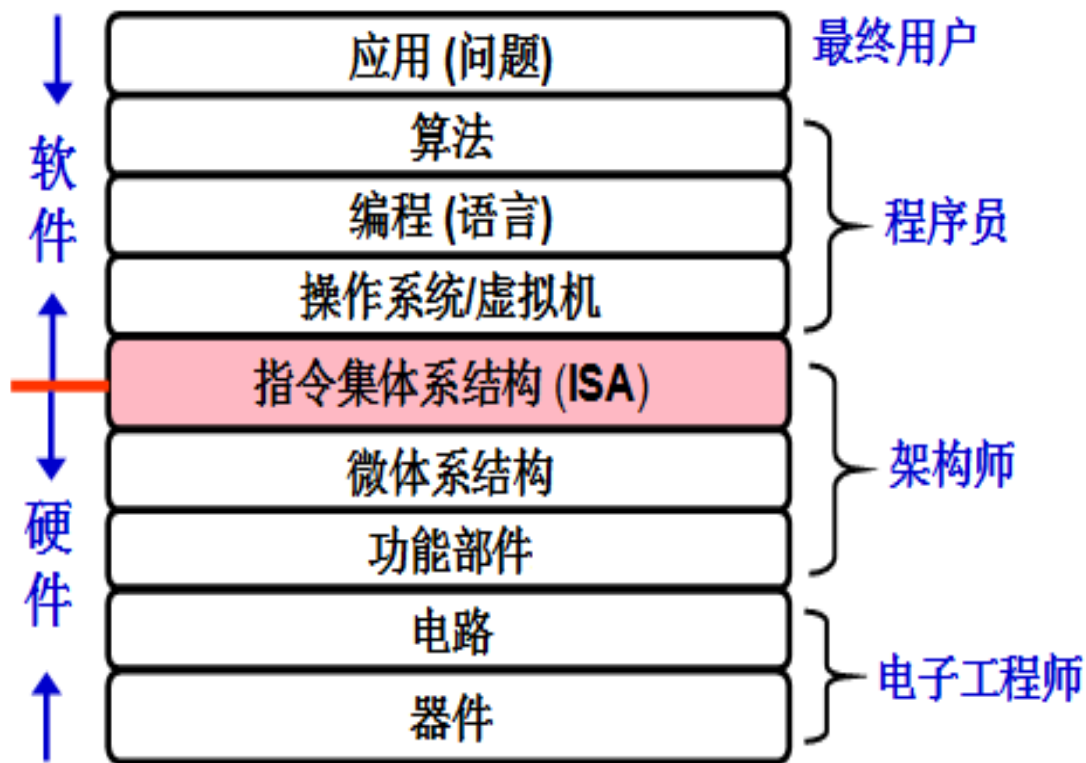 应用 (问题)
最终用户
算法
编程 (语言)
操作系统/虚拟机
程序员
指令集体系结构 (ISA)
微体系结构
功能部件
架构师
电路
器件
电子工程师
软件
硬件